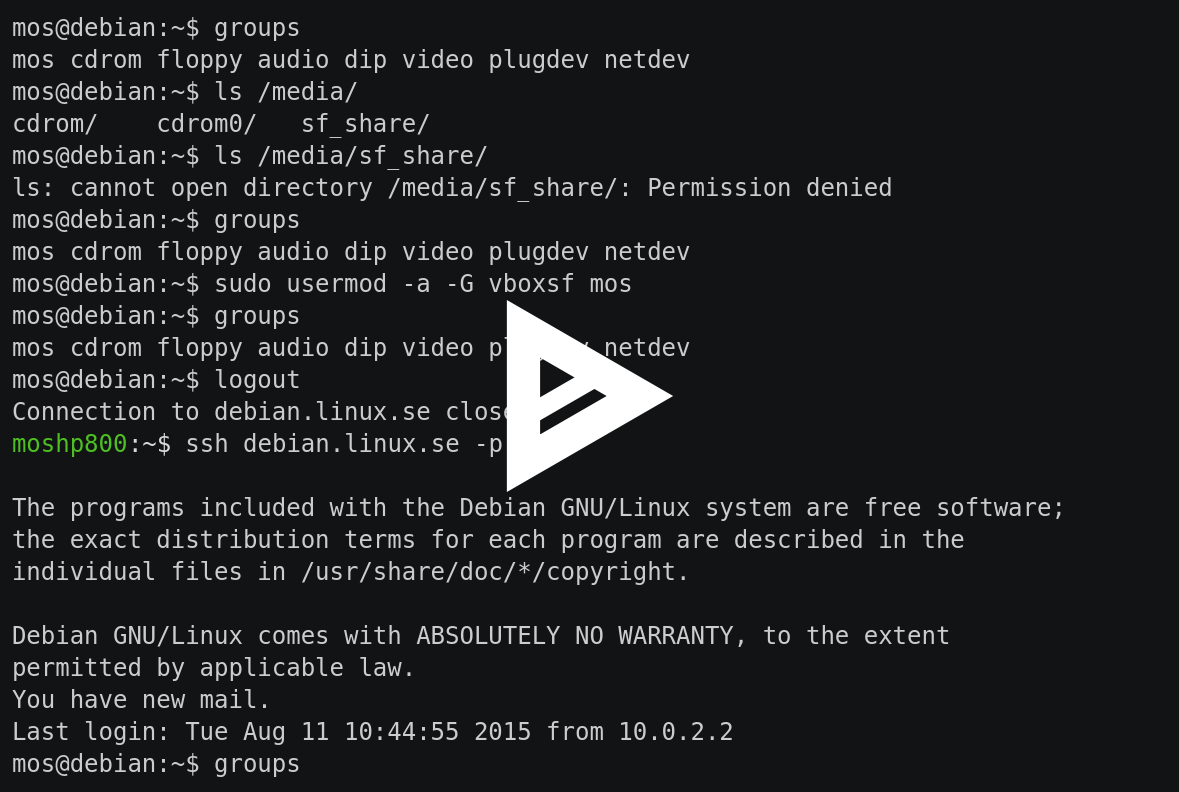 mos@debian:~$ groups
mos cdrom floppy audio dip video plugdev netdev
mos@debian:~$ ls /media/
cdrom/    cdrom0/   sf_share/
mos@debian:~$ ls /media/sf_share/
ls: cannot open directory /media/sf_share/: Permission denied
mos@debian:~$ groups
mos cdrom floppy audio dip video plugdev netdev
mos@debian:~$ sudo usermod -a -G vboxsf mos
mos@debian:~$ groups
mos cdrom floppy audio dip video netdev
mos@debian:~$ logout
Connection to debian.linux.se
moshp800:~$ ssh debian.linux.se -p
The programs included with the Debian GNU/Linux system are free software;
the exact distribution terms for each program are described in the
individual files in /usr/share/doc/*/copyright.
Debian GNU/Linux comes with ABSOLUTELY NO WARRANTY, to the extent
permitted by applicable law.
You have new mail.
Last login: Tue Aug 11 10:44:55 2015 from 10.0.2.2
mos@debian:~$ groups